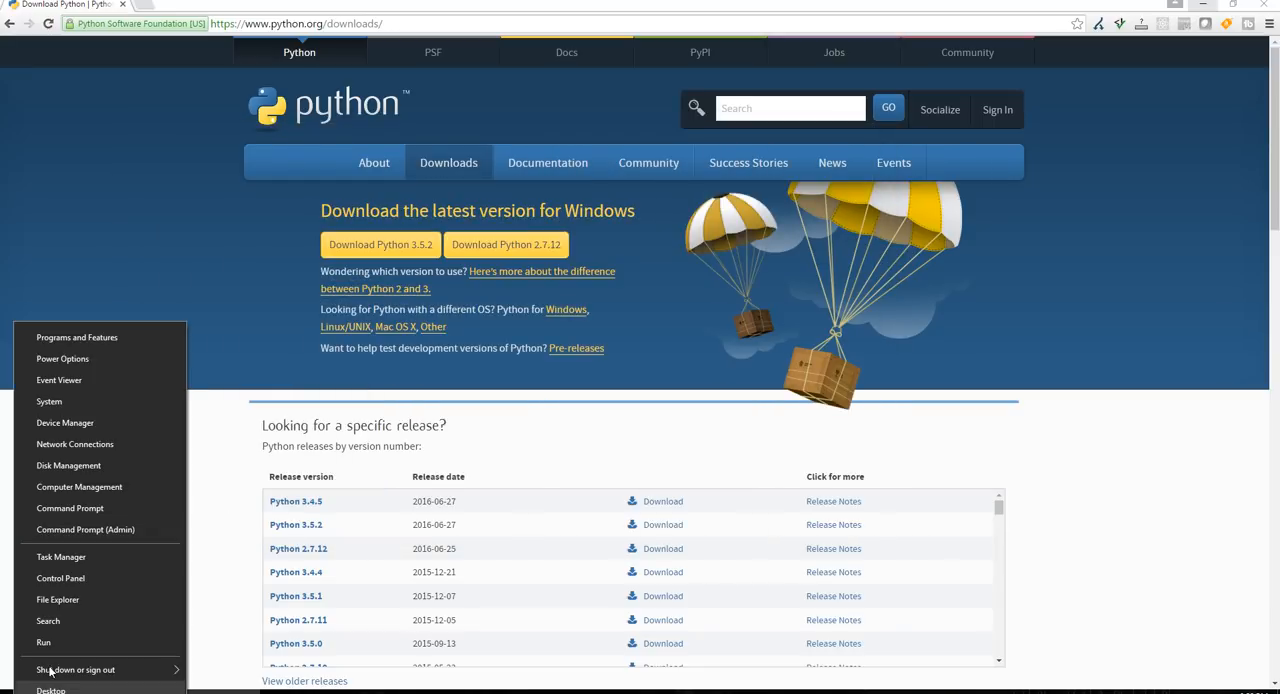 Download Python | Pytho
Python Software Foundation [US]
https://www.python.org/downloads/
Python
PSF
Docs
PyPI
Jobs
Community
python™
Search
GO
Socialize
Sign In
About
Downloads
Documentation
Community
Success Stories
News
Events
Download the latest version for Windows
Download Python 3.5.2
Download Python 2.7.12
Wondering which version to use? Here's more about the difference
between Python 2 and 3.
Looking for Python with a different OS? Python for Windows,
Linux/UNIX, Mac OS X, Other
Want to help test development versions of Python? Pre-releases
Programs and Features
Power Options
Event Viewer
System
Device Manager
Network Connections
Disk Management
Computer Management
Command Prompt
Command Prompt (Admin)
Task Manager
Control Panel
File Explorer
Search
Run
Shutdown or sign out
Desktop
Looking for a specific release?
Python releases by version number:
Release version Release date Click for more
Python 3.4.5 2016-06-27 Download Release Notes
Python 3.5.2 2016-06-27 Download Release Notes
Python 2.7.12 2016-06-25 Download Release Notes
Python 3.4.4 2015-12-21 Download Release Notes
Python 3.5.1 2015-12-07 Download Release Notes
Python 2.7.11 2015-12-05 Download Release Notes
Python 3.5.0 2015-09-13 Download Release Notes
View older releases